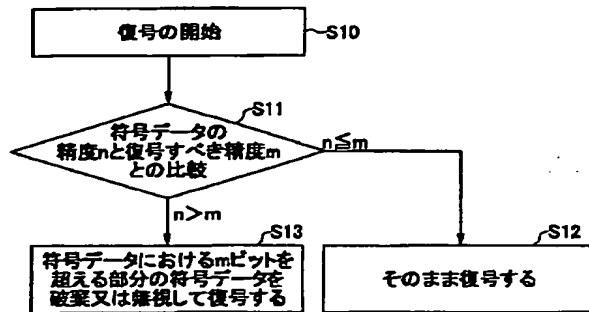 復号の開始
S10
S11
符号データの
精度nと復号すべき精度m
との比較
n≦m
n>m
S13
符号データにおけるmビットを
超える部分の符号データを
破棄又は無視して復号する
S12
そのまま復号する